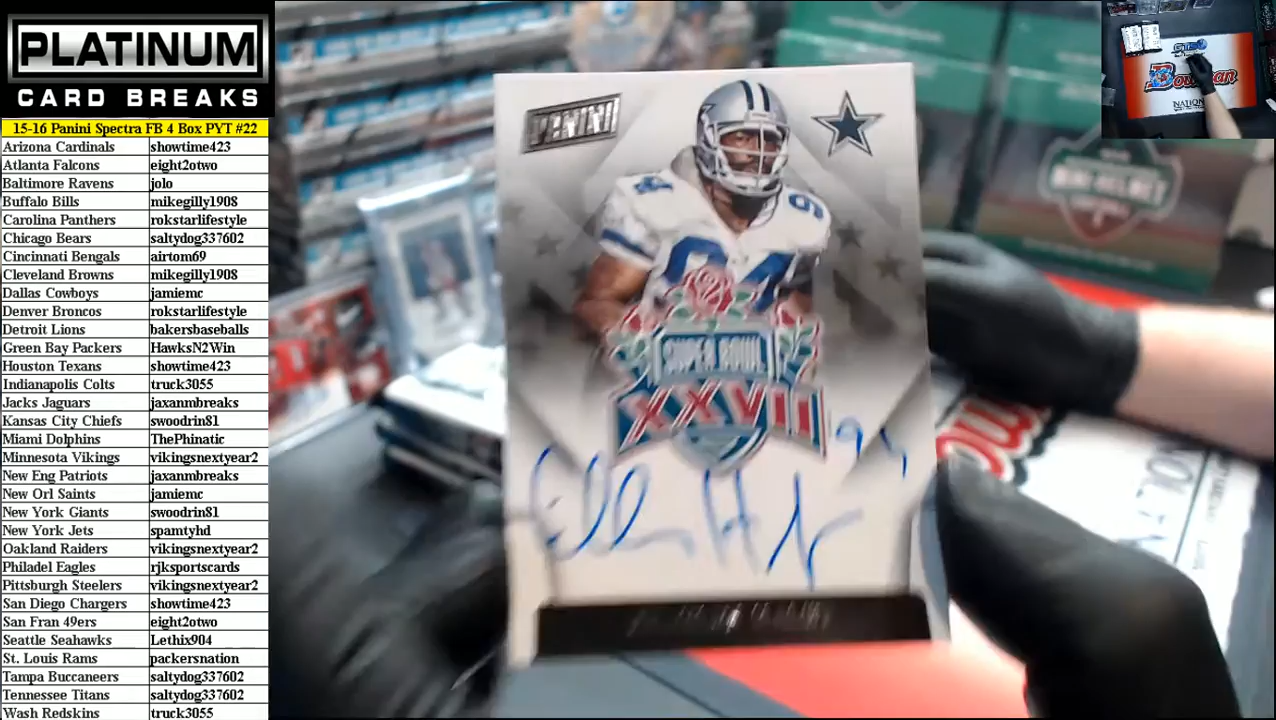 PLATINUM
CARD BREAKS
15-16 Panini Spectra FB 4 Box PYT #22
Arizona Cardinals showtime423
Atlanta Falcons eight2otwo
Baltimore Ravens jolo
Buffalo Bills mikegilly1908
Carolina Panthers rokstarlifestyle
Chicago Bears saltydog337602
Cincinnati Bengals airtom69
Cleveland Browns mikegilly1908
Dallas Cowboys jamiemc
Denver Broncos rokstarlifestyle
Detroit Lions bakersbaseballs
Green Bay Packers HawksN2Win
Houston Texans showtime423
Indianapolis Colts truck3055
Jacks Jaguars jaxanmbreaks
Kansas City Chiefs swoodrin81
Miami Dolphins ThePhinatic
Minnesota Vikings vikingsnextyear2
New Eng Patriots jaxanmbreaks
New Orl Saints jamiemc
New York Giants swoodrin81
New York Jets spamtyhd
Oakland Raiders vikingsnextyear2
Philadel Eagles rjksportscards
Pittsburgh Steelers vikingsnextyear2
San Diego Chargers showtime423
San Fran 49ers eight2otwo
Seattle Seahawks Lethix904
St. Louis Rams packersnation
Tampa Buccaneers saltydog337602
Tennessee Titans saltydog337602
Wash Redskins truck3055
PANINI
94
94
94
SUPER BOWL
XXVII
Bowman